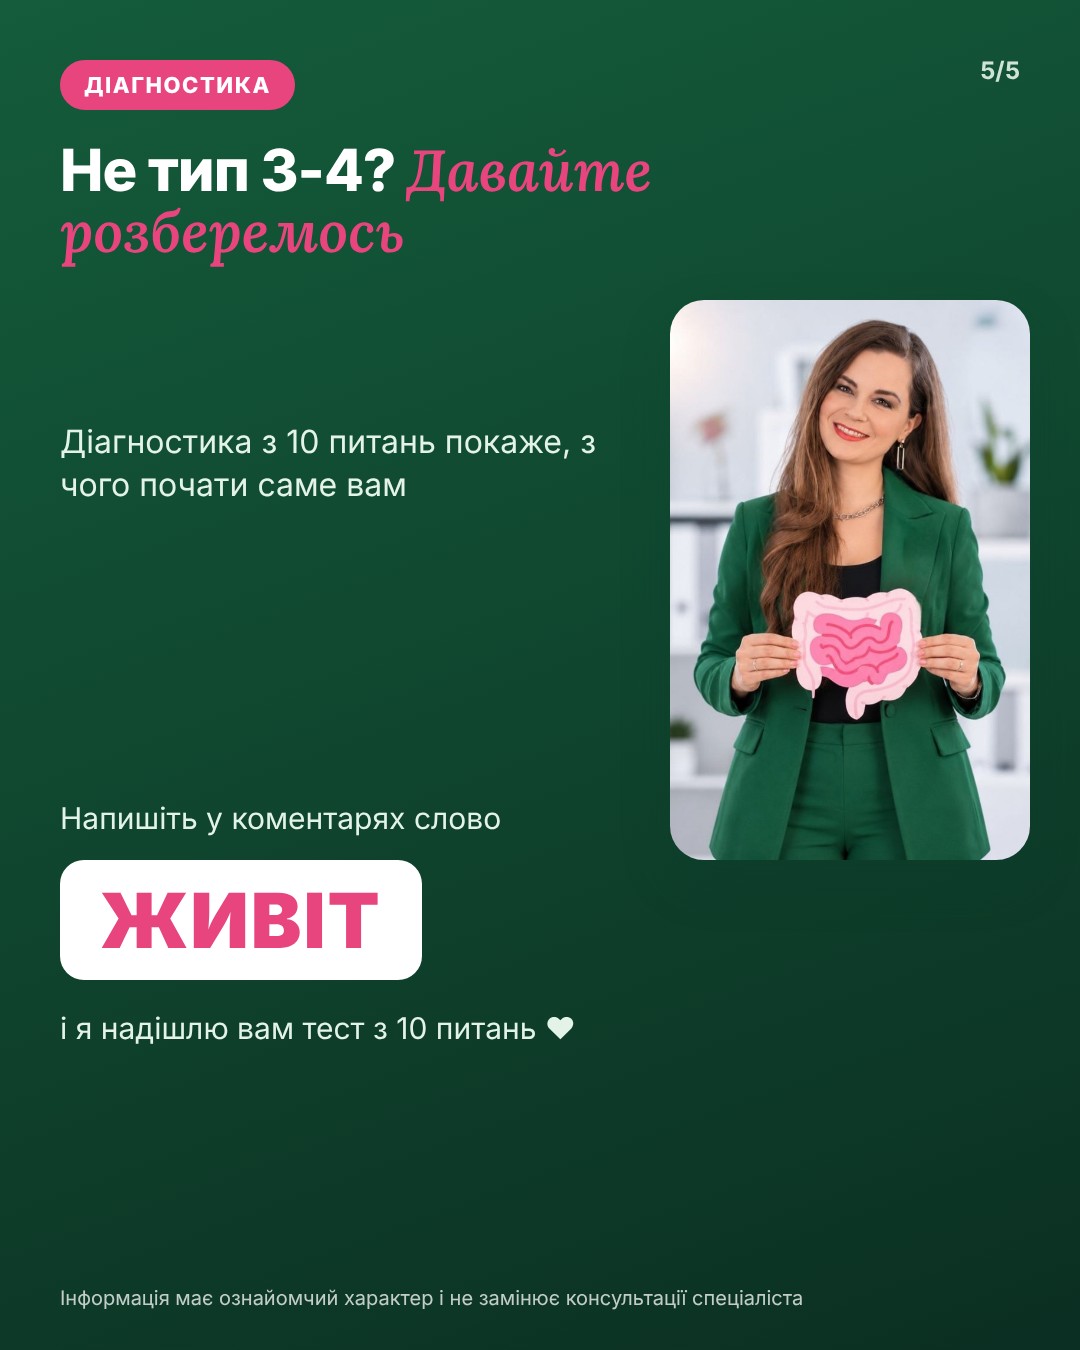 ДІАГНОСТИКА
5/5
Не тип 3-4? Давайте
розберемось
Діагностика з 10 питань покаже, з
чого почати саме вам
Напишіть у коментарях слово
ЖИВІТ
і я надішлю вам тест з 10 питань ♥
Інформація має ознайомчий характер і не замінює консультації спеціаліста